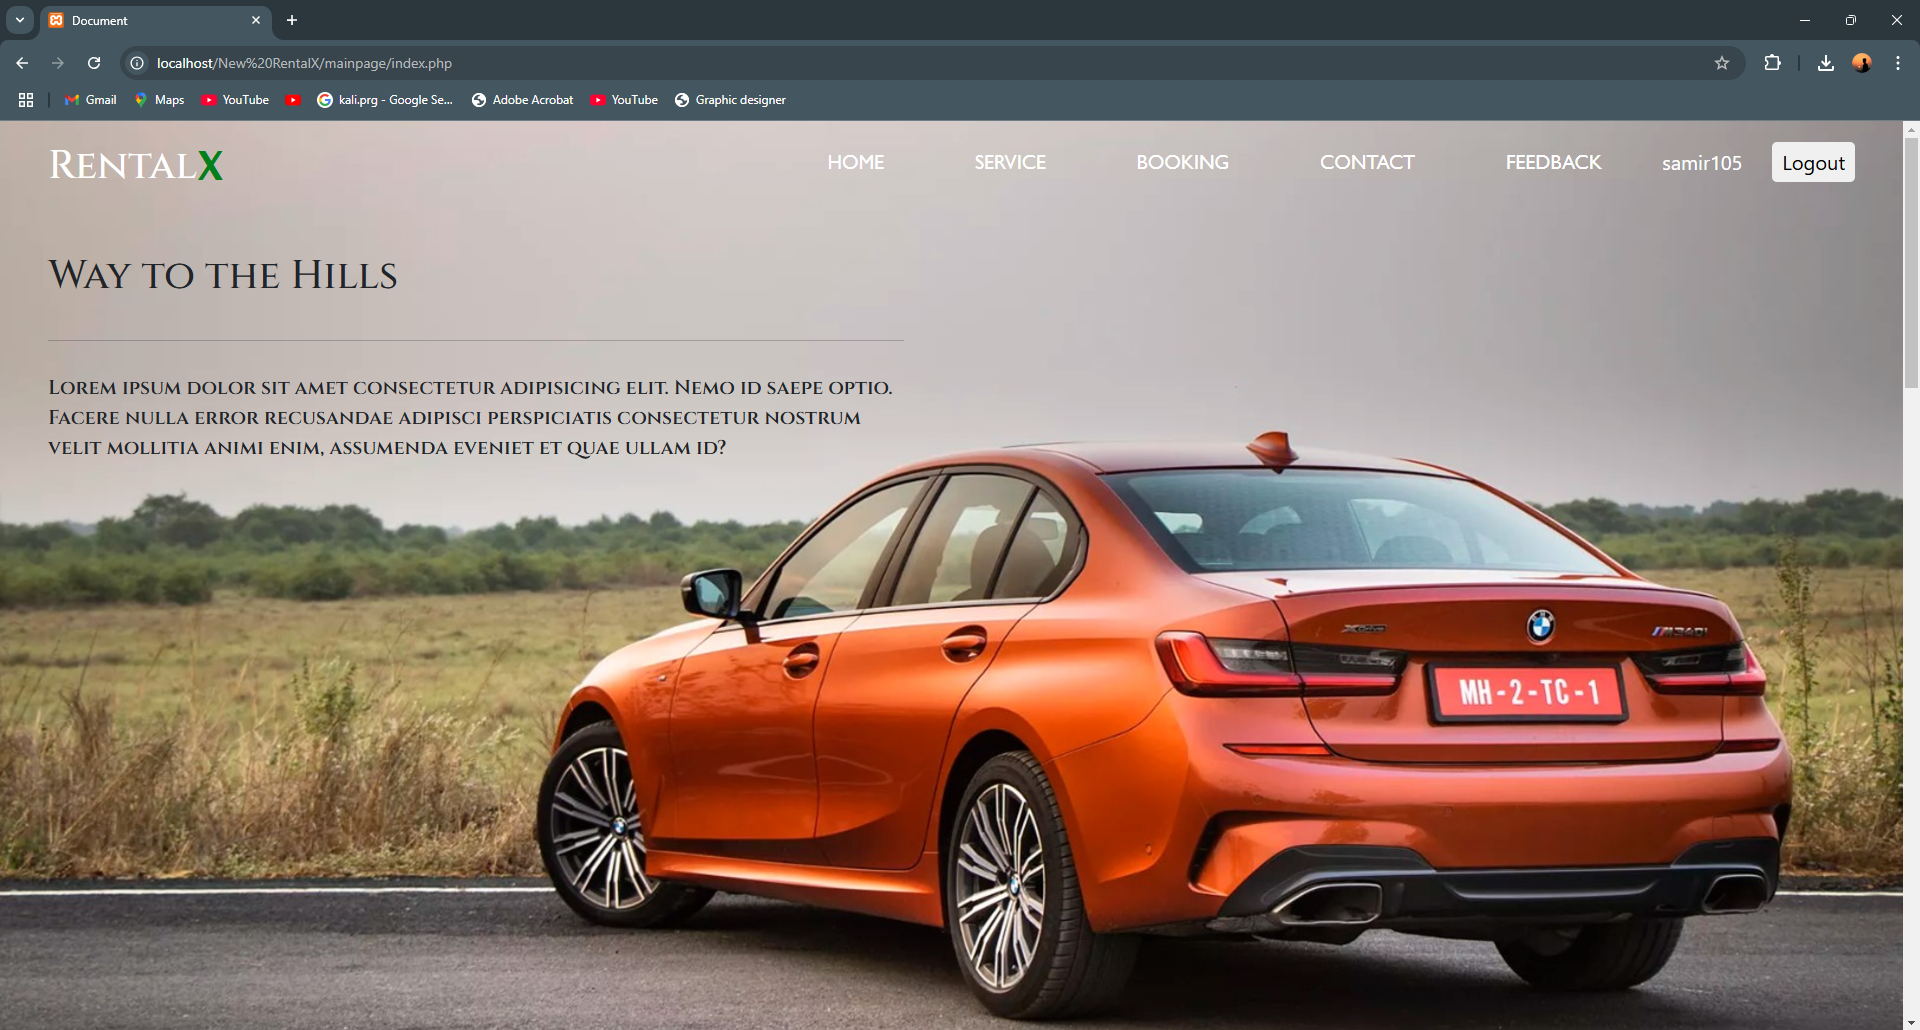 Document
localhost/New%20RentalX/mainpage/index.php
Gmail Maps YouTube kali.prg - Google Se... Adobe Acrobat YouTube Graphic designer
RentalX HOME SERVICE BOOKING CONTACT FEEDBACK samir105 Logout
Way to the Hills
Lorem ipsum dolor sit amet consectetur adipisicing elit. Nemo id saepe optio.
Facere nulla error recusandae adipisci perspiciatis consectetur nostrum
velit mollitia animi enim, assumenda eveniet et quae ullam id?
xDrive M340i
MH-2-TC-1